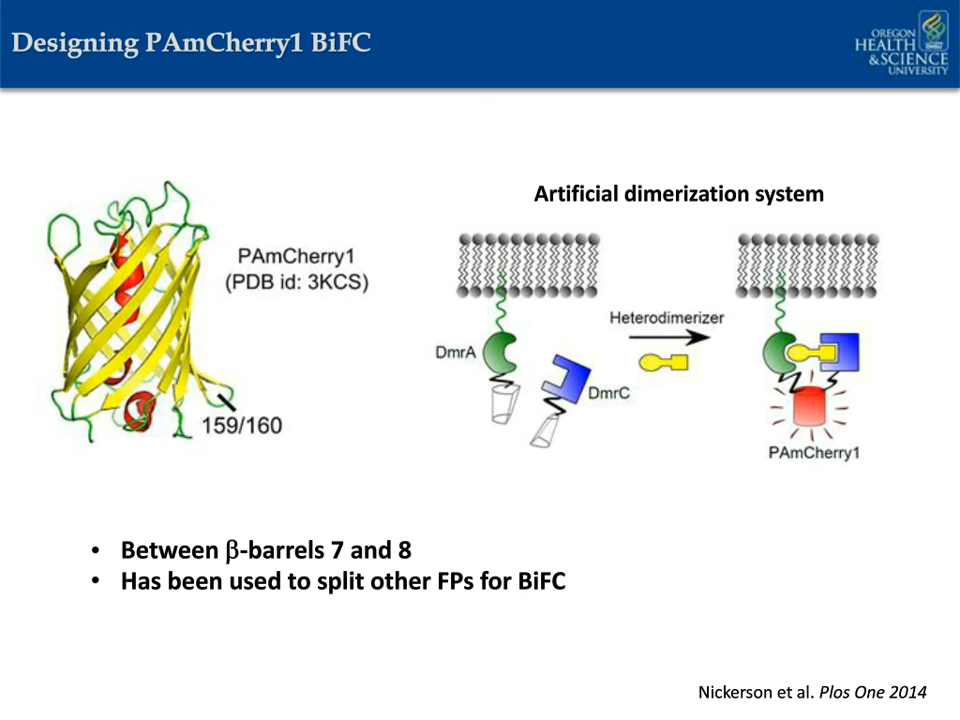 Designing PAmCherry1 BiFC
OREGON
HEALTH
& SCIENCE
UNIVERSITY
Artificial dimerization system
PAmCherry1
(PDB id: 3KCS)
159/160
Heterodimerizer
DmrA
DmrC
PAmCherry1
• Between β-barrels 7 and 8
• Has been used to split other FPs for BiFC
Nickerson et al. Plos One 2014